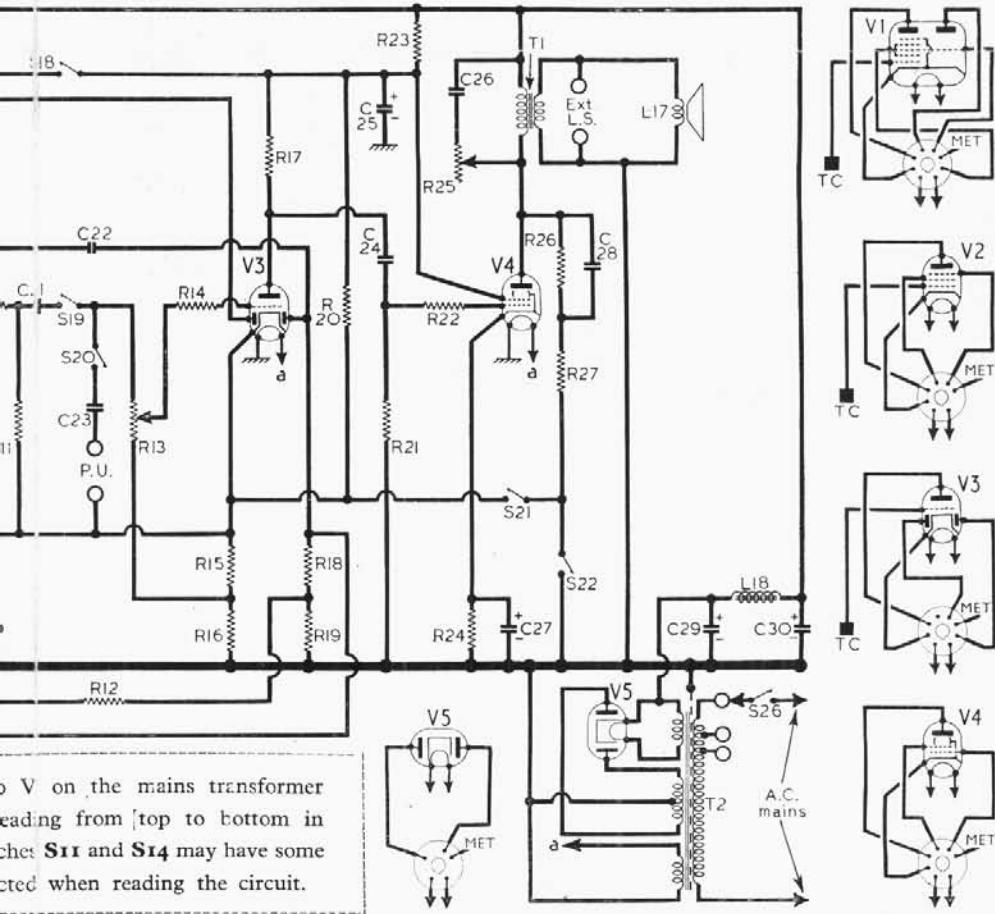 R23
T1
V1
S18
C26
C
25
Ext
L.S.
L17
R17
R25
MET
TC
C22
C
24
R26
C
28
V2
V3
V4
R14
R
20
R22
S19
S20
a
a
R27
MET
TC
C23
R13
R21
P.U.
V3
S21
R15
R18
S22
L18
R16
R19
R24
C27
C29
C30
MET
TC
R12
V5
V5
S26
V4
T2
A.C.
mains
a
MET
MET
V on the mains transformer
reading from top to bottom in
S11 and S14 may have some
when reading the circuit.